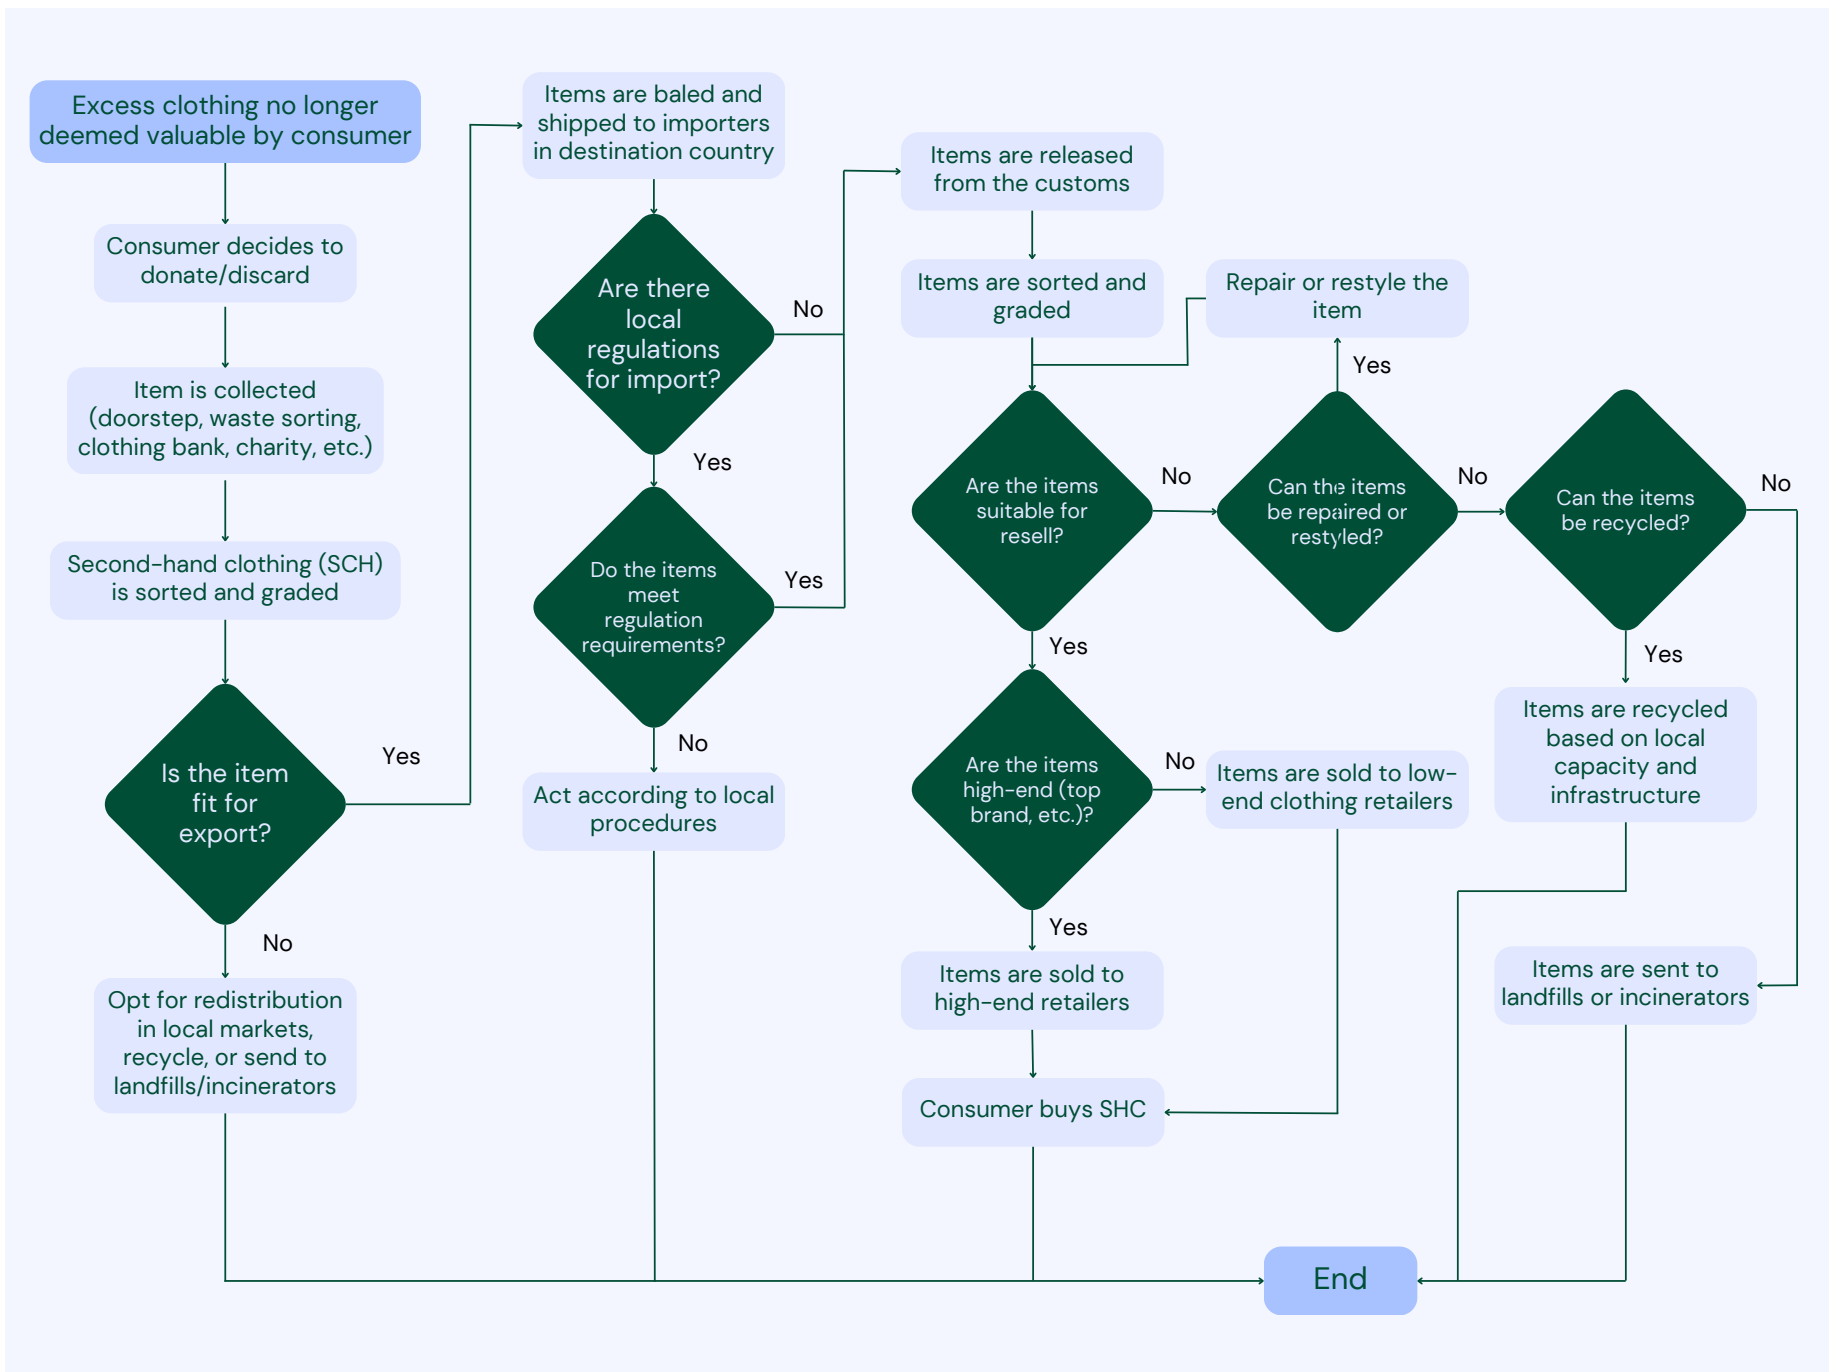 Excess clothing no longer
deemed valuable by consumer
Consumer decides to
donate/discard
Item is collected
(doorstep, waste sorting,
clothing bank, charity, etc.)
Second-hand clothing (SCH)
is sorted and graded
Is the item
fit for
export?
Yes
No
Opt for redistribution
in local markets,
recycle, or send to
landfills/incinerators
Items are baled and
shipped to importers
in destination country
Are there
local
regulations
for import?
No
Yes
Do the items
meet
regulation
requirements?
Yes
No
Act according to local
procedures
Items are released
from the customs
Items are sorted and
graded
Repair or restyle the
item
Yes
Are the items
suitable for
resell?
No
Can the items
be repaired or
restyled?
No
Can the items
be recycled?
No
Yes
Yes
Items are recycled
based on local
capacity and
infrastructure
Are the items
high-end (top
brand, etc.)?
No
Items are sold to low-
end clothing retailers
Yes
Items are sold to
high-end retailers
Items are sent to
landfills or incinerators
Consumer buys SHC
End